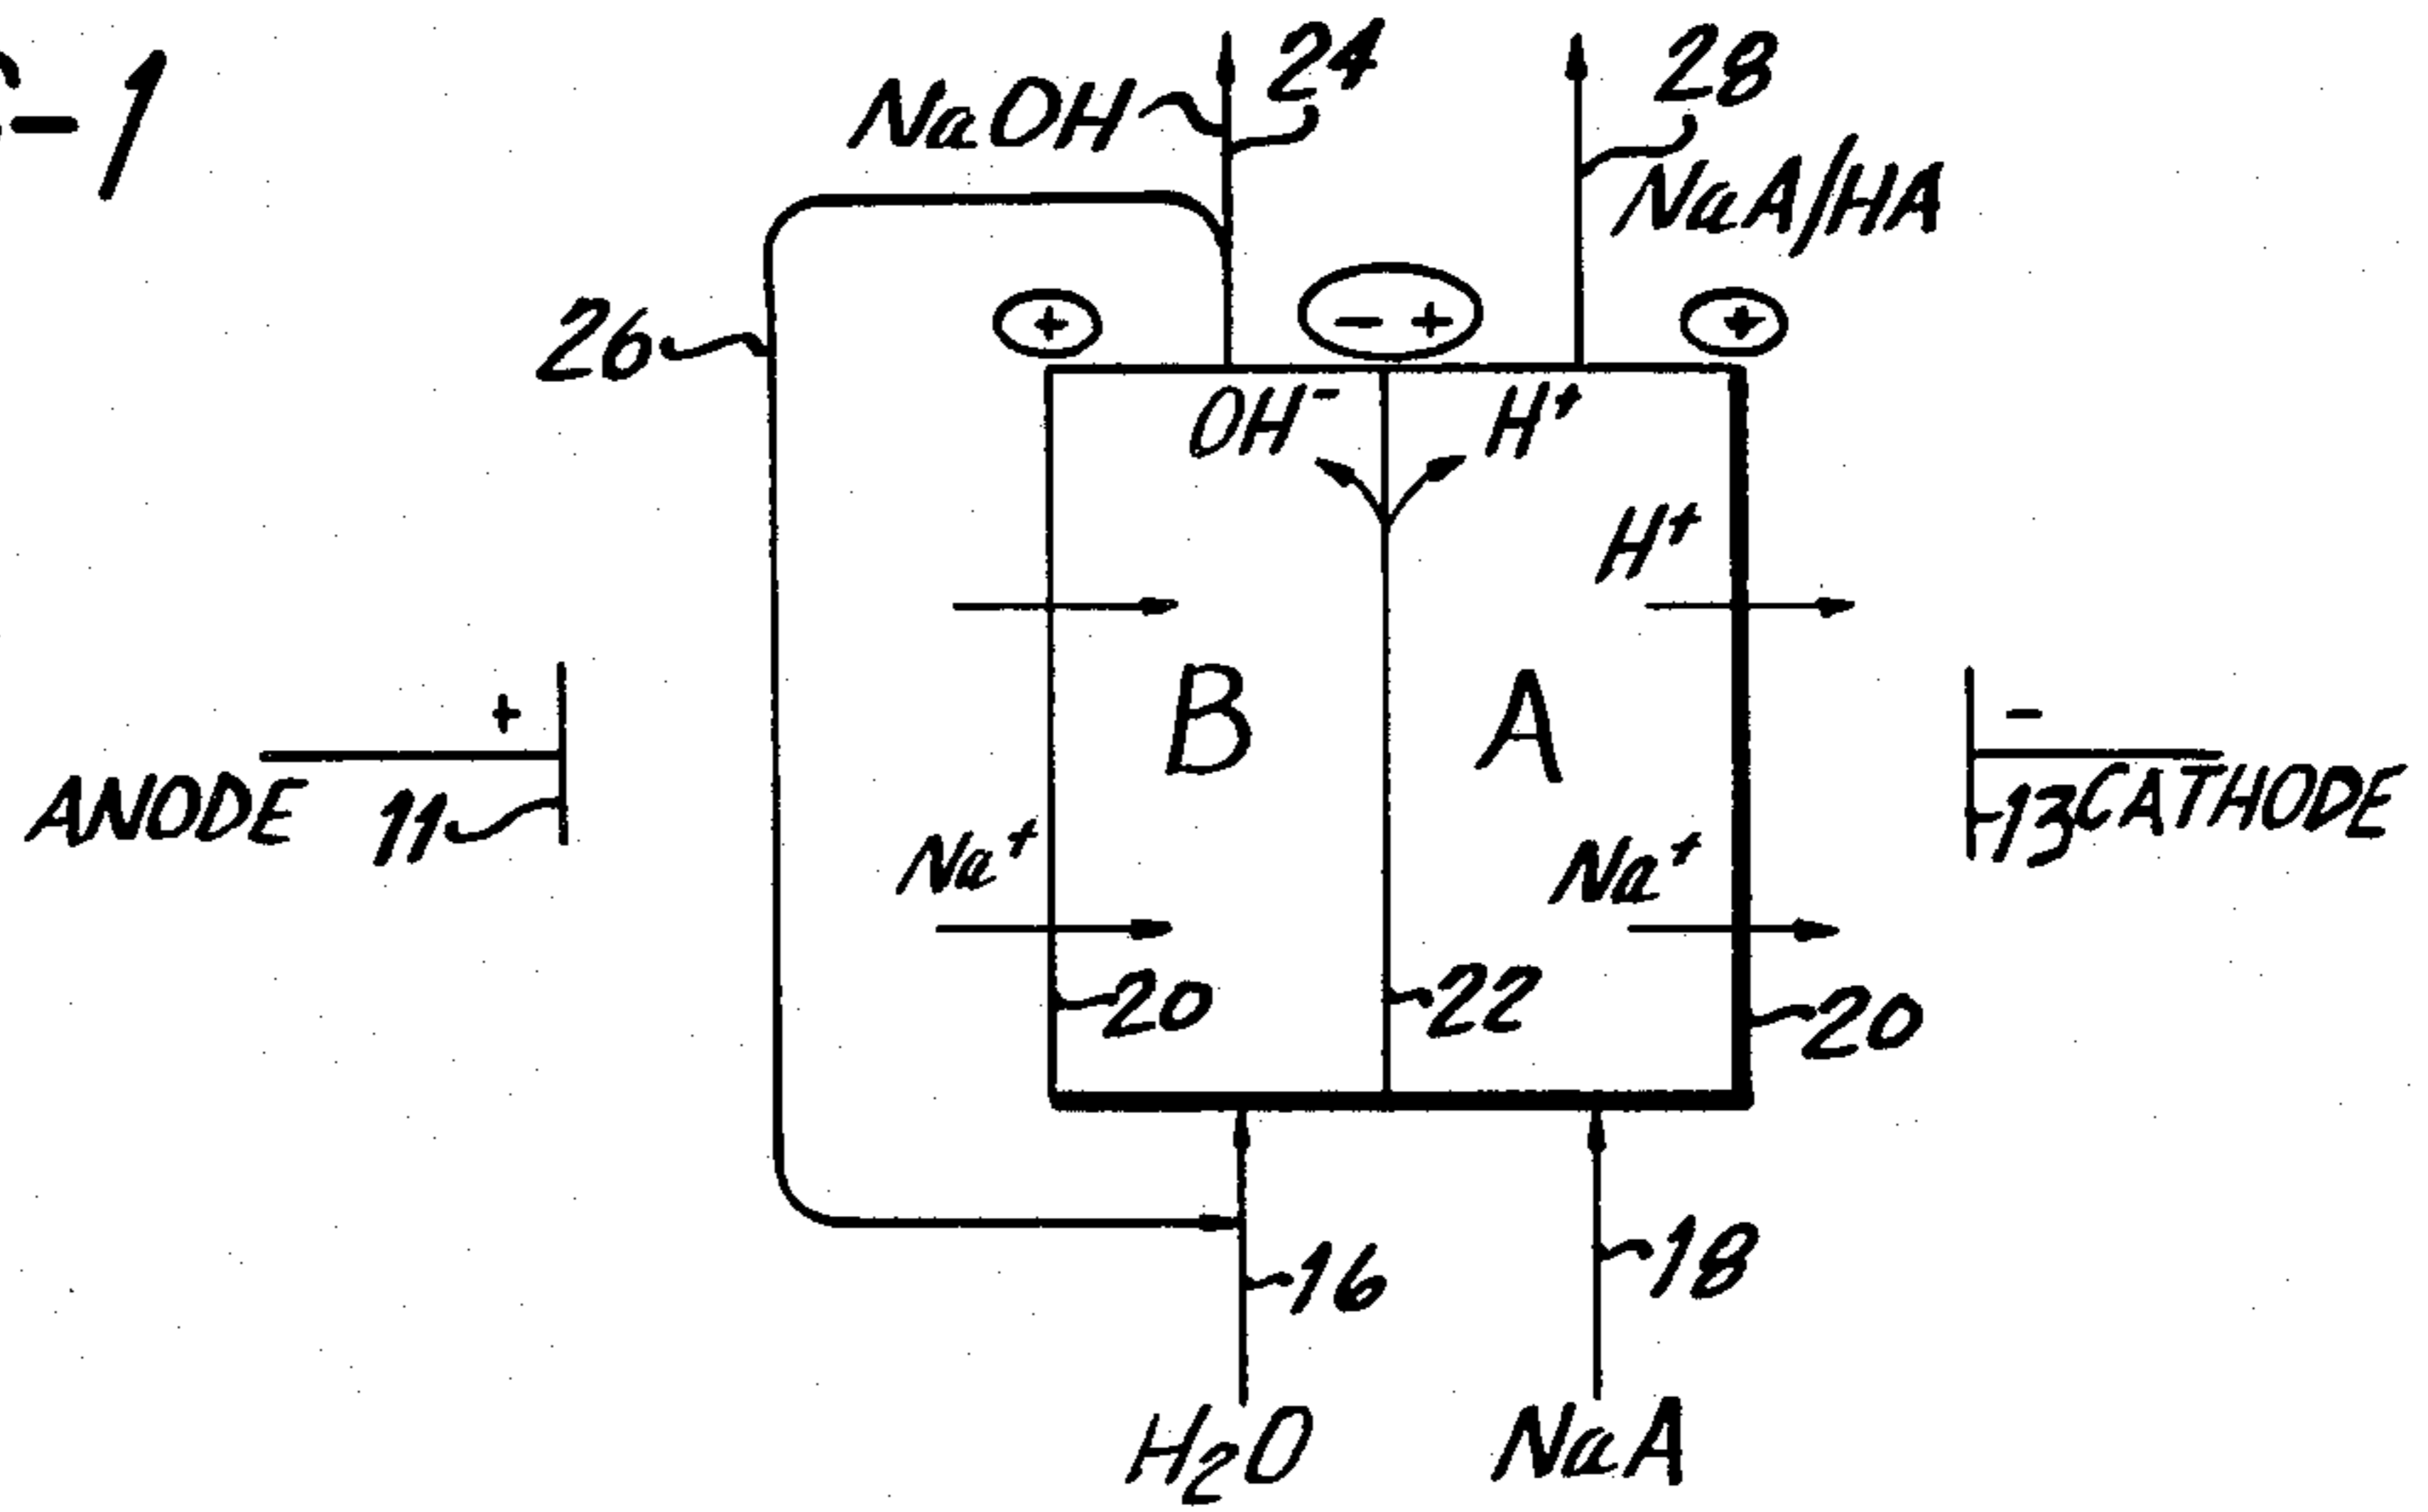 -1
NaOH 24 28
NaA/HA
26 + - + +
OH⁻ H⁺
H⁺
B A
+ -
ANODE 11 13 CATHODE
Na⁺ Na⁺
20 22 20
16 18
H₂O NaA